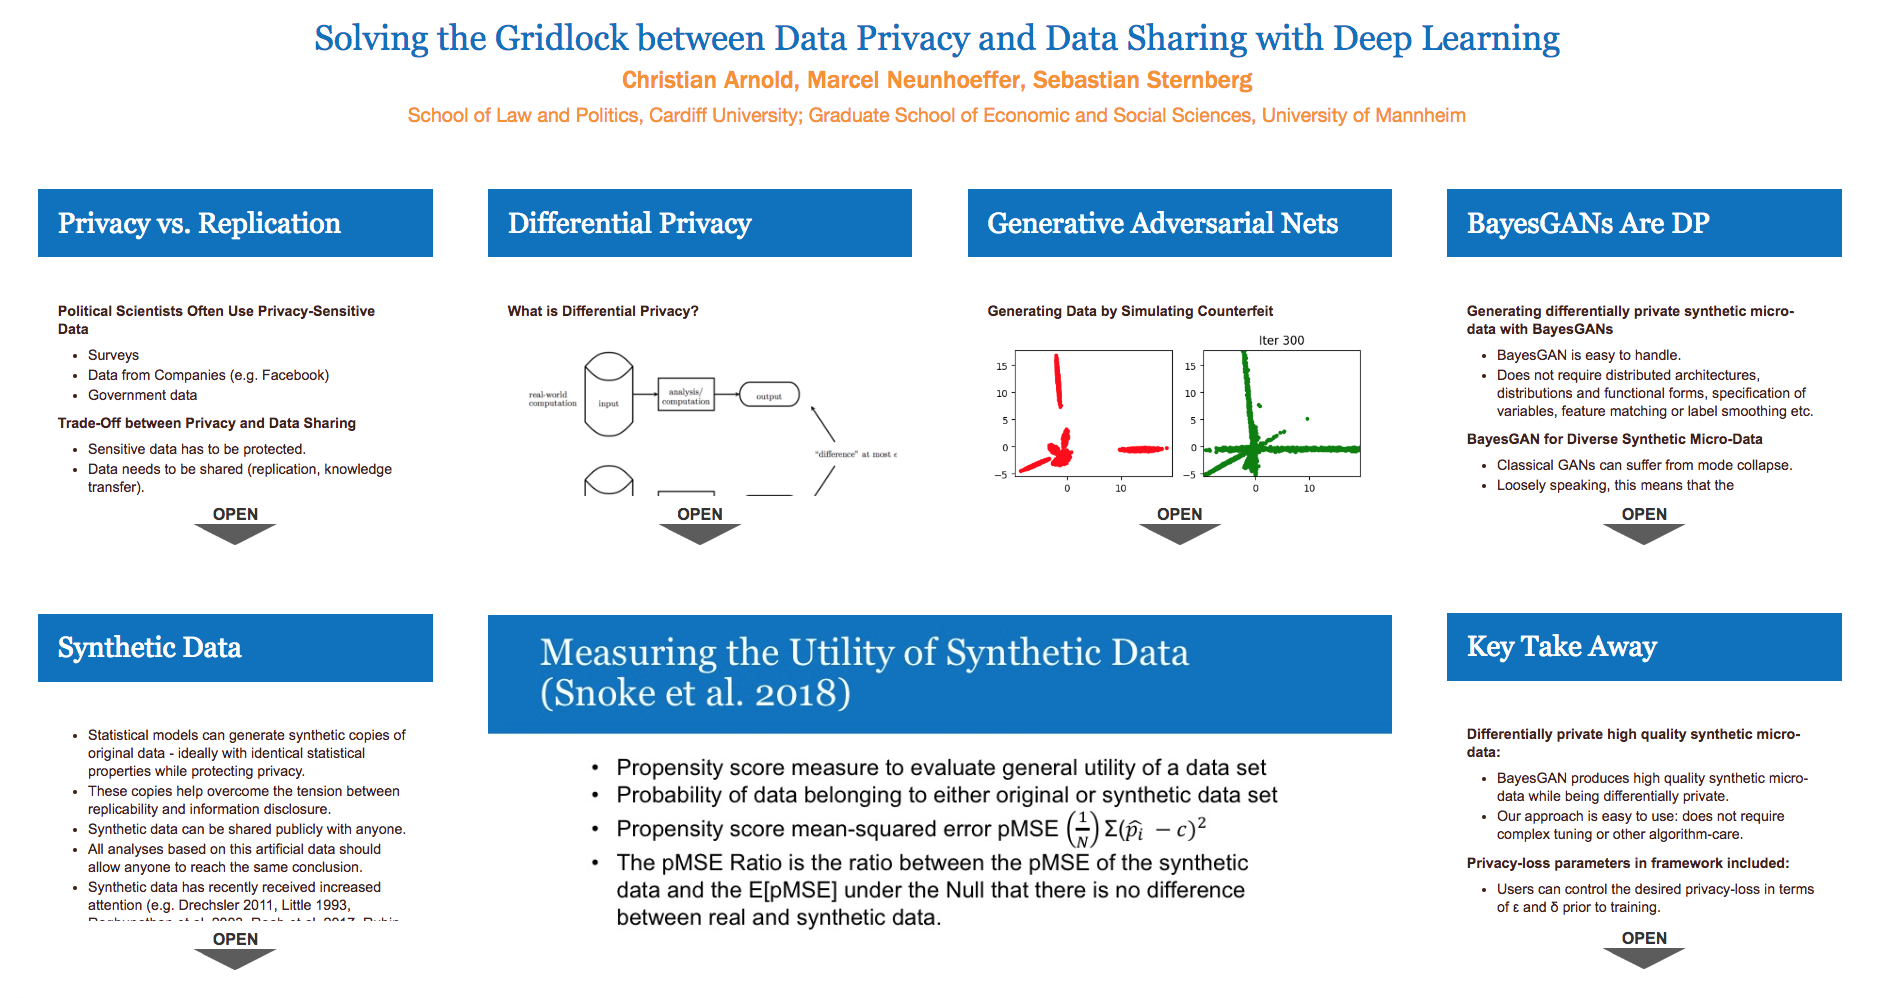 Solving the Gridlock between Data Privacy and Data Sharing with Deep Learning
Christian Arnold, Marcel Neunhoeffer, Sebastian Sternberg
School of Law and Politics, Cardiff University; Graduate School of Economic and Social Sciences, University of Mannheim
Privacy vs. Replication
Political Scientists Often Use Privacy-Sensitive
Data
• Surveys
• Data from Companies (e.g. Facebook)
• Government data
Trade-Off between Privacy and Data Sharing
• Sensitive data has to be protected.
• Data needs to be shared (replication, knowledge
transfer).
OPEN
Differential Privacy
What is Differential Privacy?
real-world
computation
input
analysis/
computation
output
"difference" at most ε
OPEN
Generative Adversarial Nets
Generating Data by Simulating Counterfeit
Iter 300
15
10
5
0
−5
0
10
15
10
5
0
−5
0
10
OPEN
BayesGANs Are DP
Generating differentially private synthetic micro-
data with BayesGANs
• BayesGAN is easy to handle.
• Does not require distributed architectures,
distributions and functional forms, specification of
variables, feature matching or label smoothing etc.
BayesGAN for Diverse Synthetic Micro-Data
• Classical GANs can suffer from mode collapse.
• Loosely speaking, this means that the
OPEN
Synthetic Data
• Statistical models can generate synthetic copies of
original data - ideally with identical statistical
properties while protecting privacy.
• These copies help overcome the tension between
replicability and information disclosure.
• Synthetic data can be shared publicly with anyone.
• All analyses based on this artificial data should
allow anyone to reach the same conclusion.
• Synthetic data has recently received increased
attention (e.g. Drechsler 2011, Little 1993,
OPEN
Measuring the Utility of Synthetic Data
(Snoke et al. 2018)
• Propensity score measure to evaluate general utility of a data set
• Probability of data belonging to either original or synthetic data set
• Propensity score mean-squared error pMSE (1/N) Σ(p̂i − c)²
• The pMSE Ratio is the ratio between the pMSE of the synthetic
data and the E[pMSE] under the Null that there is no difference
between real and synthetic data.
Key Take Away
Differentially private high quality synthetic micro-
data:
• BayesGAN produces high quality synthetic micro-
data while being differentially private.
• Our approach is easy to use: does not require
complex tuning or other algorithm-care.
Privacy-loss parameters in framework included:
• Users can control the desired privacy-loss in terms
of ε and δ prior to training.
OPEN